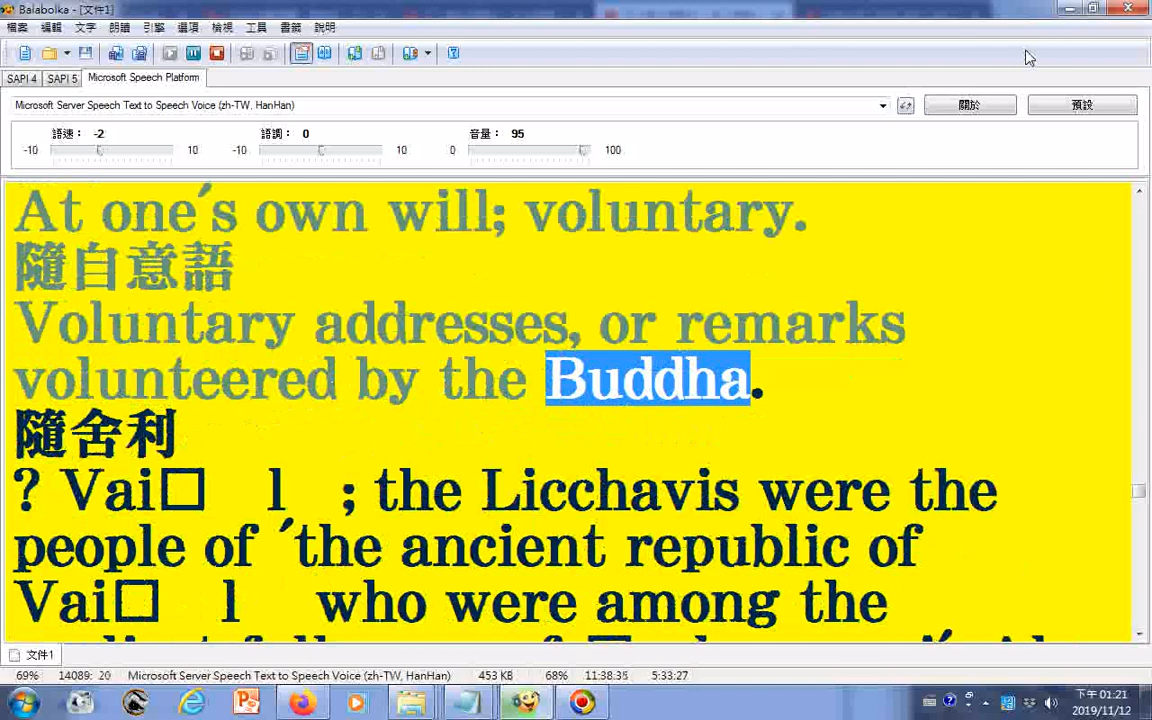 Balabolka - [文件1]
檔案 編輯 文字 朗讀 引擎 選項 檢視 工具 書籤 說明
SAPI 4 SAPI 5 Microsoft Speech Platform
Microsoft Server Speech Text to Speech Voice (zh-TW, HanHan) 關於 預設
語速： -2 語調： 0 音量： 95
-10 10 -10 10 0 100
At one's own will; voluntary.
隨自意語
Voluntary addresses, or remarks
volunteered by the Buddha.
隨舍利
? Vai□ l ; the Licchavis were the
people of 'the ancient republic of
Vai□ l who were among the
文件1
69% 14089: 20 Microsoft Server Speech Text to Speech Voice (zh-TW, HanHan) 453 KB 68% 11:38:35 5:33:27
下午 01:21
2019/11/12